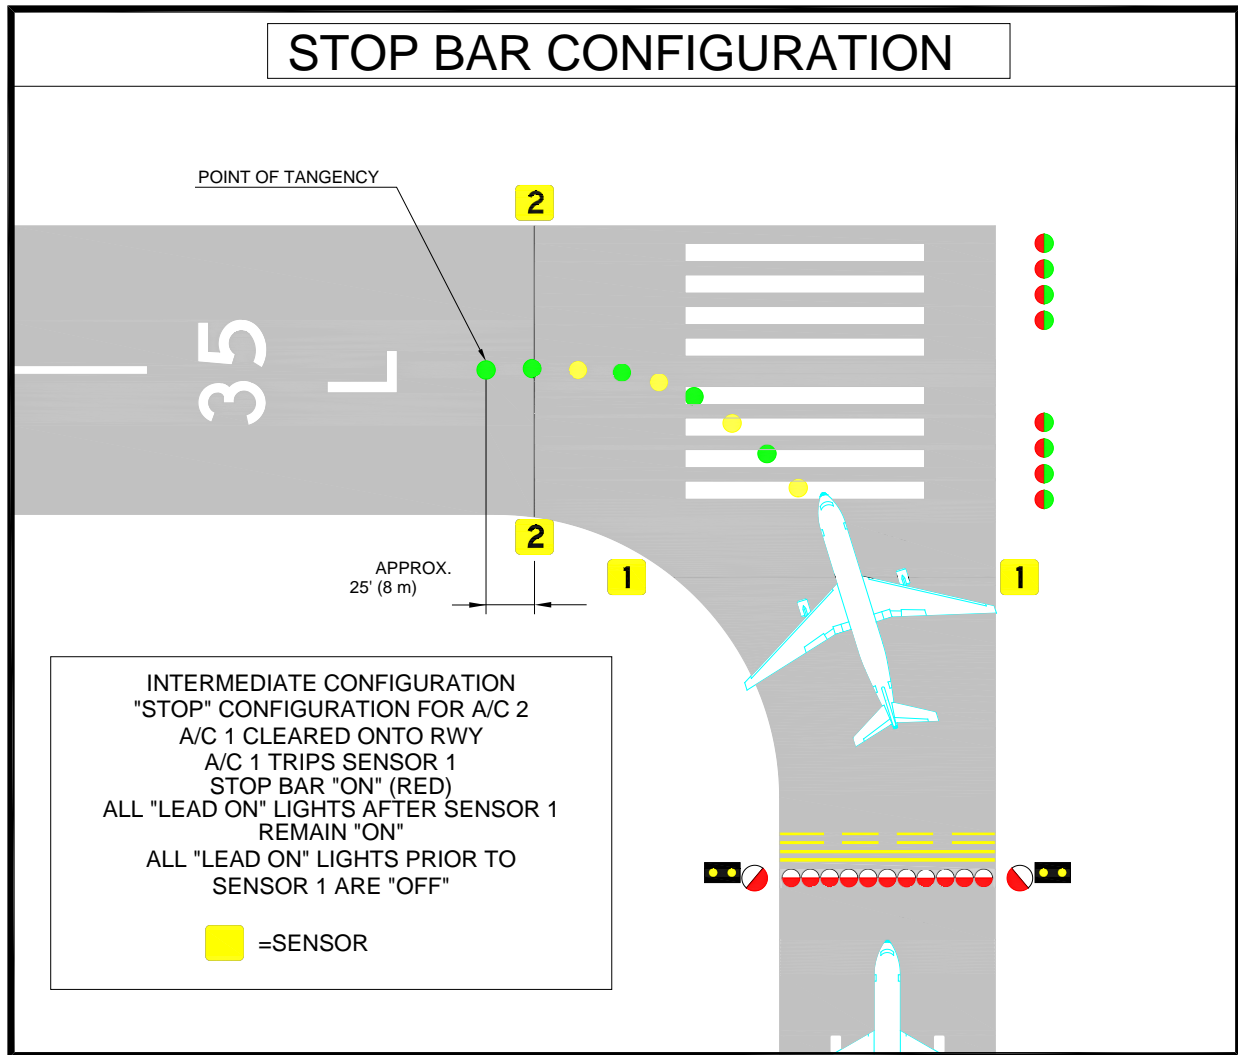 STOP BAR CONFIGURATION
POINT OF TANGENCY
2
35
L
2
APPROX.
25' (8 m)
1
1
INTERMEDIATE CONFIGURATION
"STOP" CONFIGURATION FOR A/C 2
A/C 1 CLEARED ONTO RWY
A/C 1 TRIPS SENSOR 1
STOP BAR "ON" (RED)
ALL "LEAD ON" LIGHTS AFTER SENSOR 1
REMAIN "ON"
ALL "LEAD ON" LIGHTS PRIOR TO
SENSOR 1 ARE "OFF"
=SENSOR